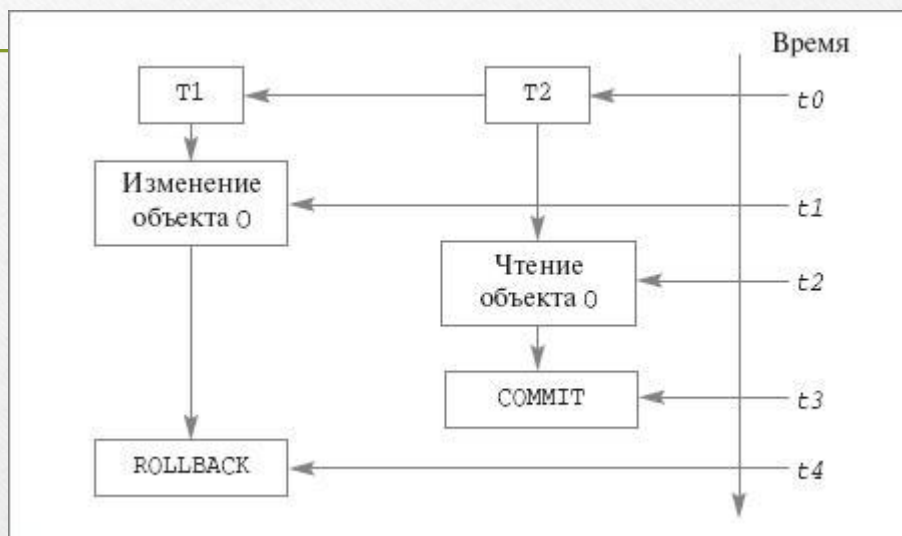 Время
T1
T2
t0
Изменение
объекта O
t1
Чтение
объекта O
t2
COMMIT
t3
ROLLBACK
t4